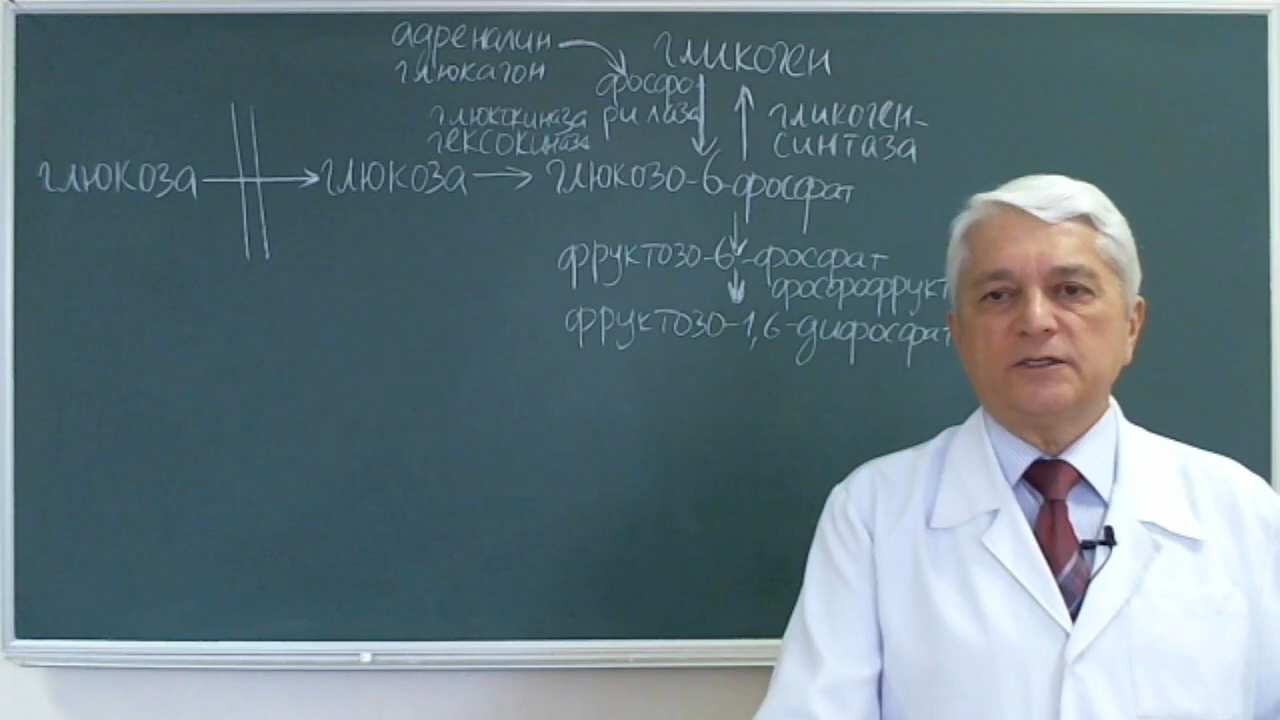 адреналин
глюкагон
гликоген
фосфо-
рилаза
глюкокиназа
гексокиназа
гликоген-
синтаза
глюкоза → глюкоза → глюкозо-6-фосфат
фруктозо-6-фосфат
фосфофрукт
фруктозо-1,6-дифосфат